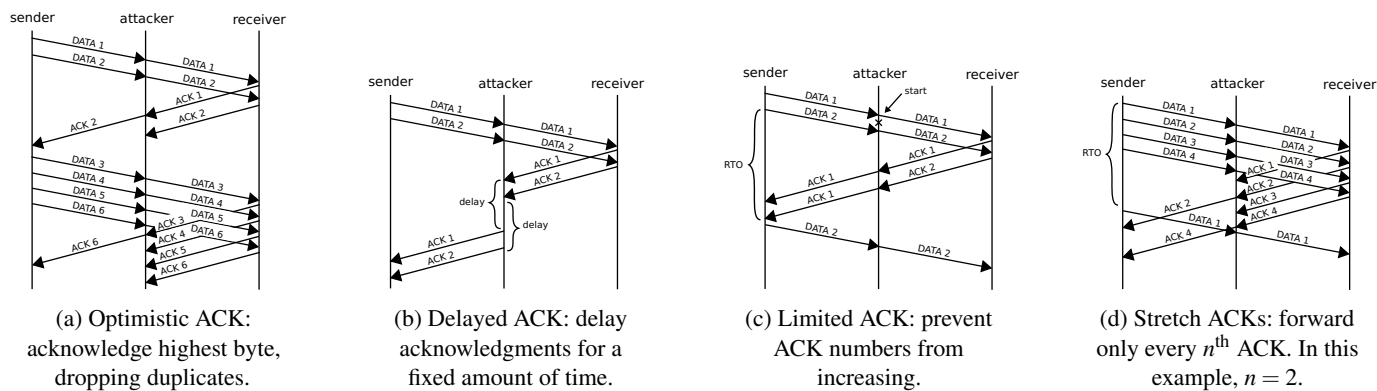 sender attacker receiver
DATA 1
DATA 2
DATA 1
DATA 2
ACK 1
ACK 2
ACK 2
DATA 3
DATA 4
DATA 5
DATA 6
DATA 3
DATA 4
DATA 5
DATA 6
ACK 3
ACK 4
ACK 5
ACK 6
ACK 6
(a) Optimistic ACK:
acknowledge highest byte,
dropping duplicates.
sender attacker receiver
DATA 1
DATA 2
DATA 1
DATA 2
ACK 1
ACK 2
delay
delay
ACK 1
ACK 2
(b) Delayed ACK: delay
acknowledgments for a
fixed amount of time.
sender attacker receiver
start
DATA 1
DATA 2
DATA 1
DATA 2
RTO
ACK 1
ACK 2
ACK 1
ACK 1
DATA 2
DATA 2
(c) Limited ACK: prevent
ACK numbers from
increasing.
sender attacker receiver
DATA 1
DATA 2
DATA 3
DATA 4
DATA 1
DATA 2
DATA 3
DATA 4
RTO
ACK 1
ACK 2
ACK 3
ACK 4
ACK 2
ACK 4
DATA 1
DATA 1
(d) Stretch ACKs: forward
only every nth ACK. In this
example, n = 2.